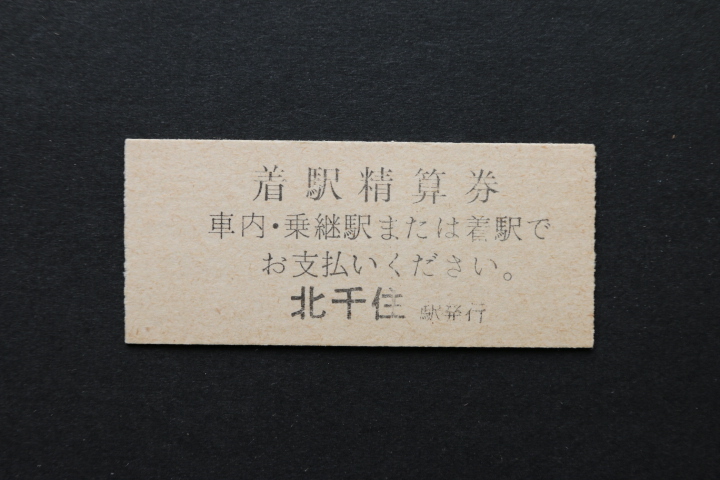 着駅精算券
車内・乗継駅または着駅で
お支払いください。
北千住 駅発行